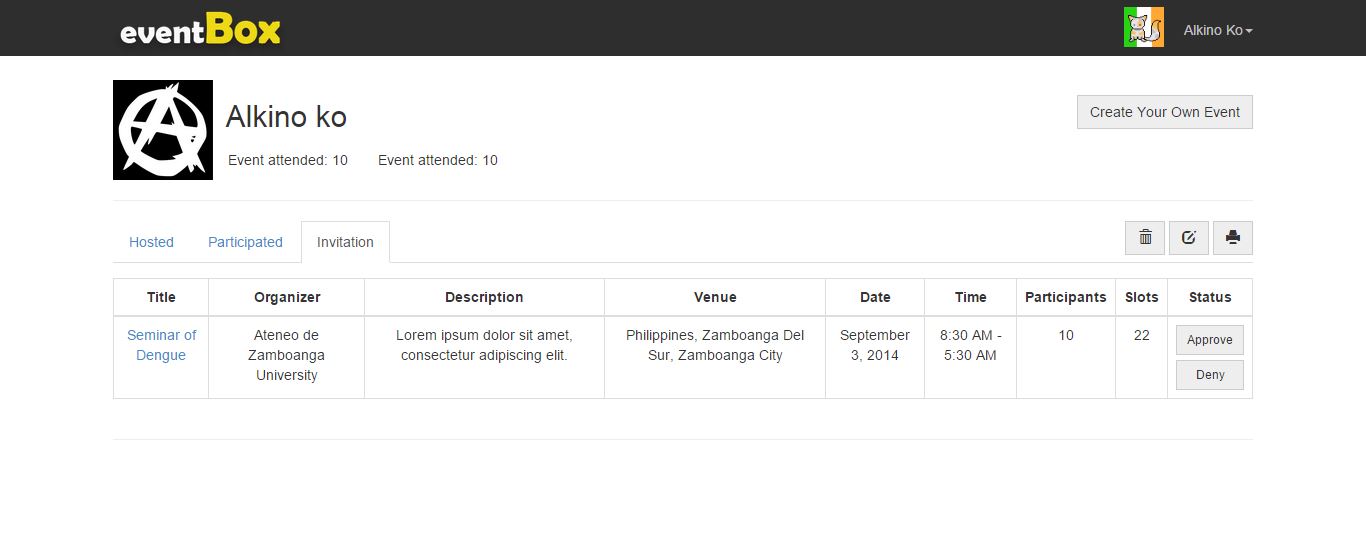 eventBox
Alkino Ko
Alkino ko
Create Your Own Event
Event attended: 10 Event attended: 10
Hosted Participated Invitation
Title Organizer Description Venue Date Time Participants Slots Status
Seminar of
Dengue
Ateneo de
Zamboanga
University
Lorem ipsum dolor sit amet,
consectetur adipiscing elit.
Philippines, Zamboanga Del
Sur, Zamboanga City
September
3, 2014
8:30 AM -
5:30 AM
10
22
Approve
Deny